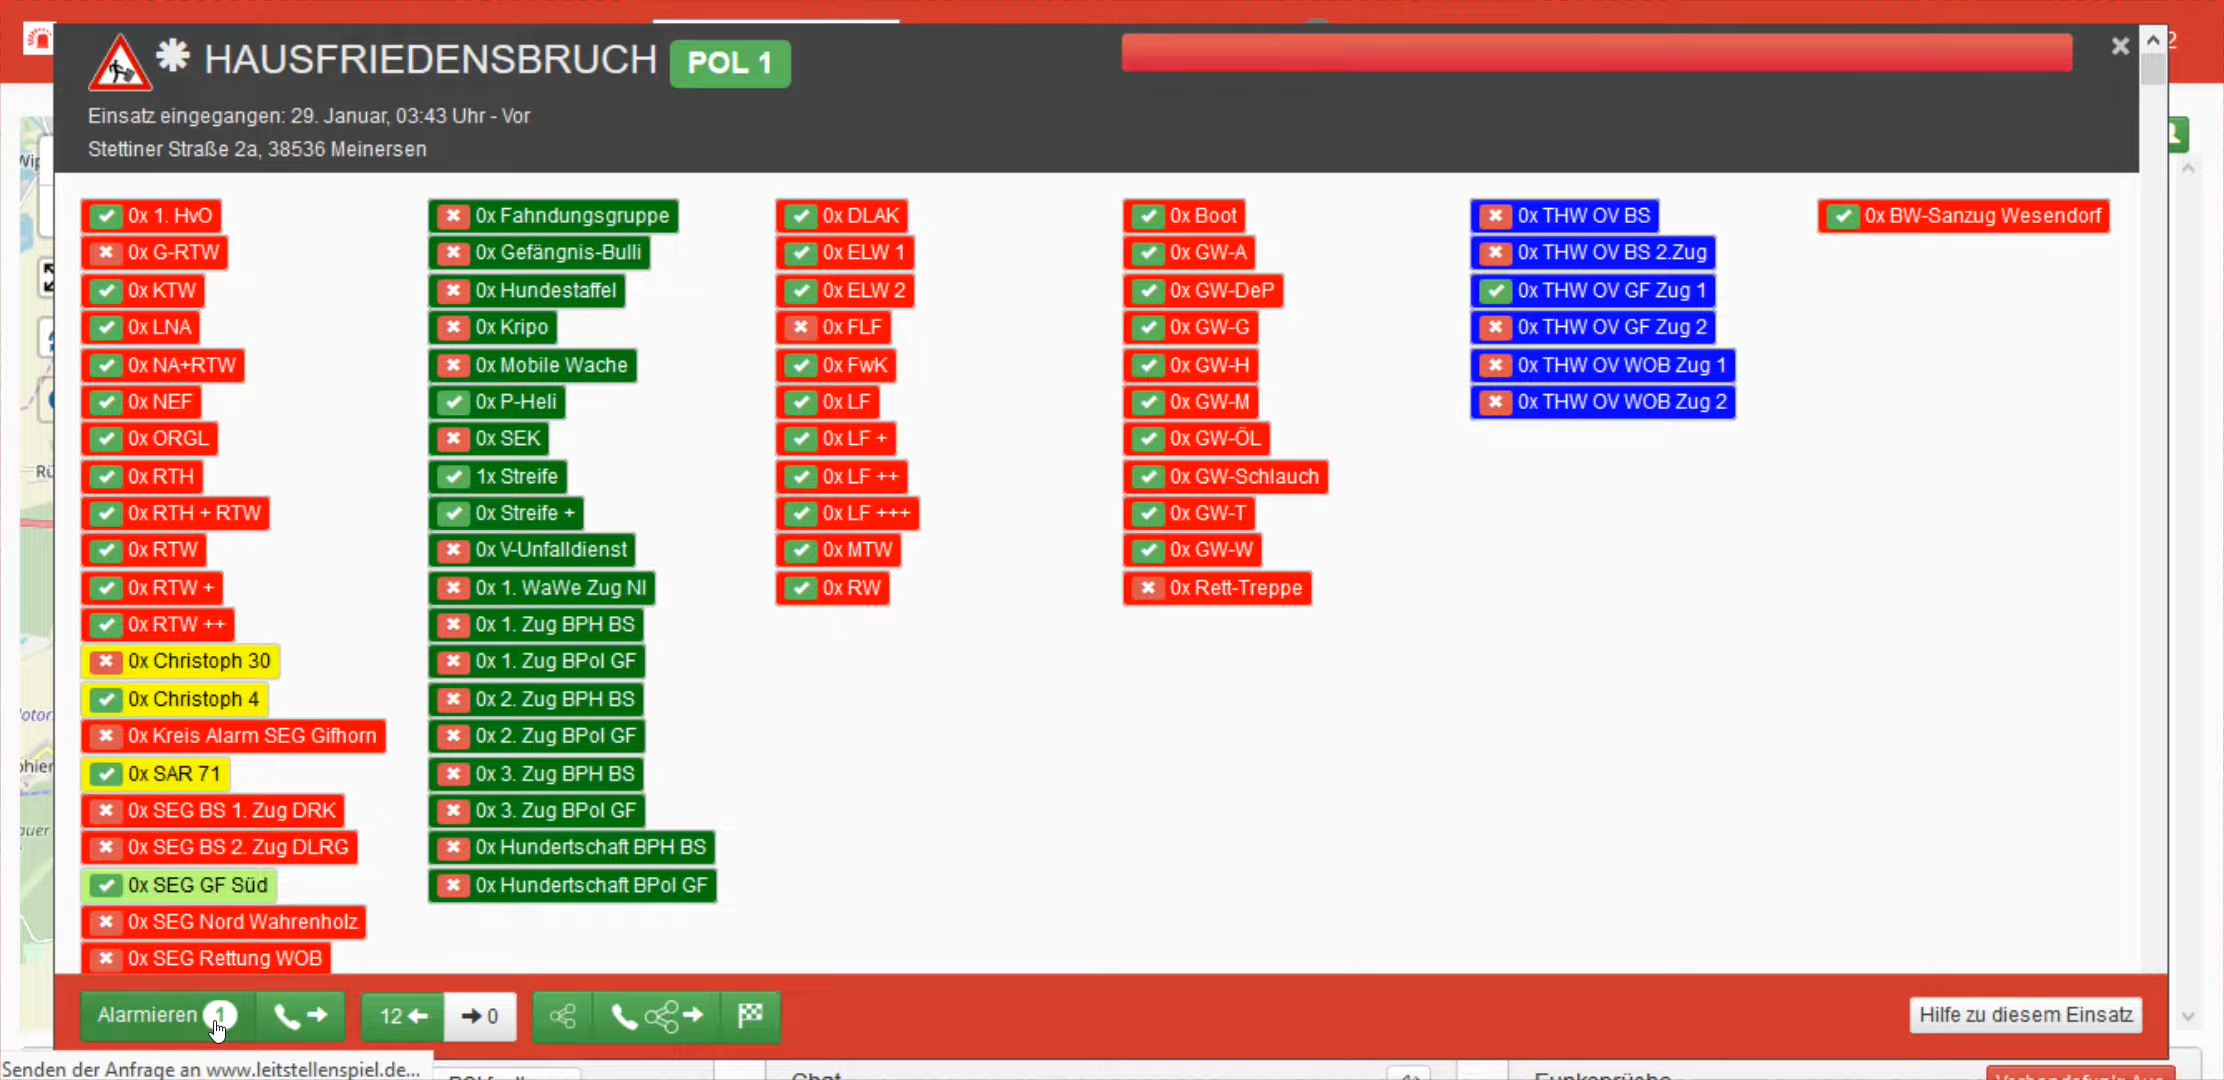 HAUSFRIEDENSBRUCH POL 1
Einsatz eingegangen: 29. Januar, 03:43 Uhr - Vor
Stettiner Straße 2a, 38536 Meinersen
0x 1. HvO
0x G-RTW
0x KTW
0x LNA
0x NA+RTW
0x NEF
0x ORGL
0x RTH
0x RTH + RTW
0x RTW
0x RTW +
0x RTW ++
0x Christoph 30
0x Christoph 4
0x Kreis Alarm SEG Gifhorn
0x SAR 71
0x SEG BS 1. Zug DRK
0x SEG BS 2. Zug DLRG
0x SEG GF Süd
0x SEG Nord Wahrenholz
0x SEG Rettung WOB
0x Fahndungsgruppe
0x Gefängnis-Bulli
0x Hundestaffel
0x Kripo
0x Mobile Wache
0x P-Heli
0x SEK
1x Streife
0x Streife +
0x V-Unfalldienst
0x 1. WaWe Zug NI
0x 1. Zug BPH BS
0x 1. Zug BPol GF
0x 2. Zug BPH BS
0x 2. Zug BPol GF
0x 3. Zug BPH BS
0x 3. Zug BPol GF
0x Hundertschaft BPH BS
0x Hundertschaft BPol GF
0x DLAK
0x ELW 1
0x ELW 2
0x FLF
0x FwK
0x LF
0x LF +
0x LF ++
0x LF +++
0x MTW
0x RW
0x Boot
0x GW-A
0x GW-DeP
0x GW-G
0x GW-H
0x GW-M
0x GW-ÖL
0x GW-Schlauch
0x GW-T
0x GW-W
0x Rett-Treppe
0x THW OV BS
0x THW OV BS 2.Zug
0x THW OV GF Zug 1
0x THW OV GF Zug 2
0x THW OV WOB Zug 1
0x THW OV WOB Zug 2
0x BW-Sanzug Wesendorf
Alarmieren 1
12
0
Hilfe zu diesem Einsatz
Senden der Anfrage an www.leitstellenspiel.de...
Chat
Funksprüche